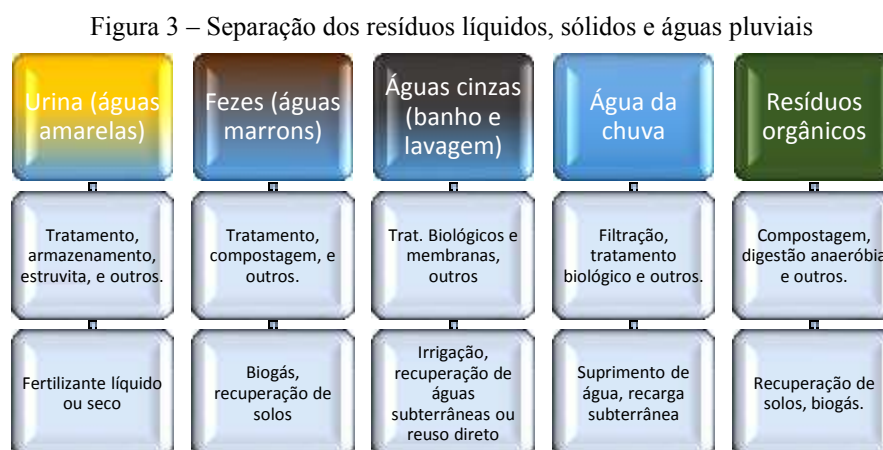 Figura 3 – Separação dos resíduos líquidos, sólidos e águas pluviais
Urina (águas
amarelas)
Fezes (águas
marrons)
Águas cinzas
(banho e
lavagem)
Água da
chuva
Resíduos
orgânicos
Tratamento,
armazenamento,
estruvita, e outros.
Tratamento,
compostagem, e
outros.
Trat. Biológicos e
membranas,
outros
Filtração,
tratamento
biológico e outros.
Compostagem,
digestão anaeróbia
e outros.
Fertilizante líquido
ou seco
Biogás,
recuperação de
solos
Irrigação,
recuperação de
águas
subterrâneas ou
reuso direto
Suprimento de
água, recarga
subterrânea
Recuperação de
solos, biogás.